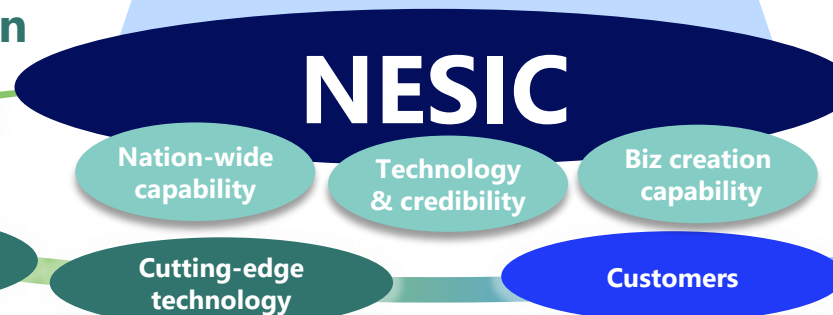 n
NESIC
Nation-wide
capability
Technology
& credibility
Biz creation
capability
Cutting-edge
technology
Customers